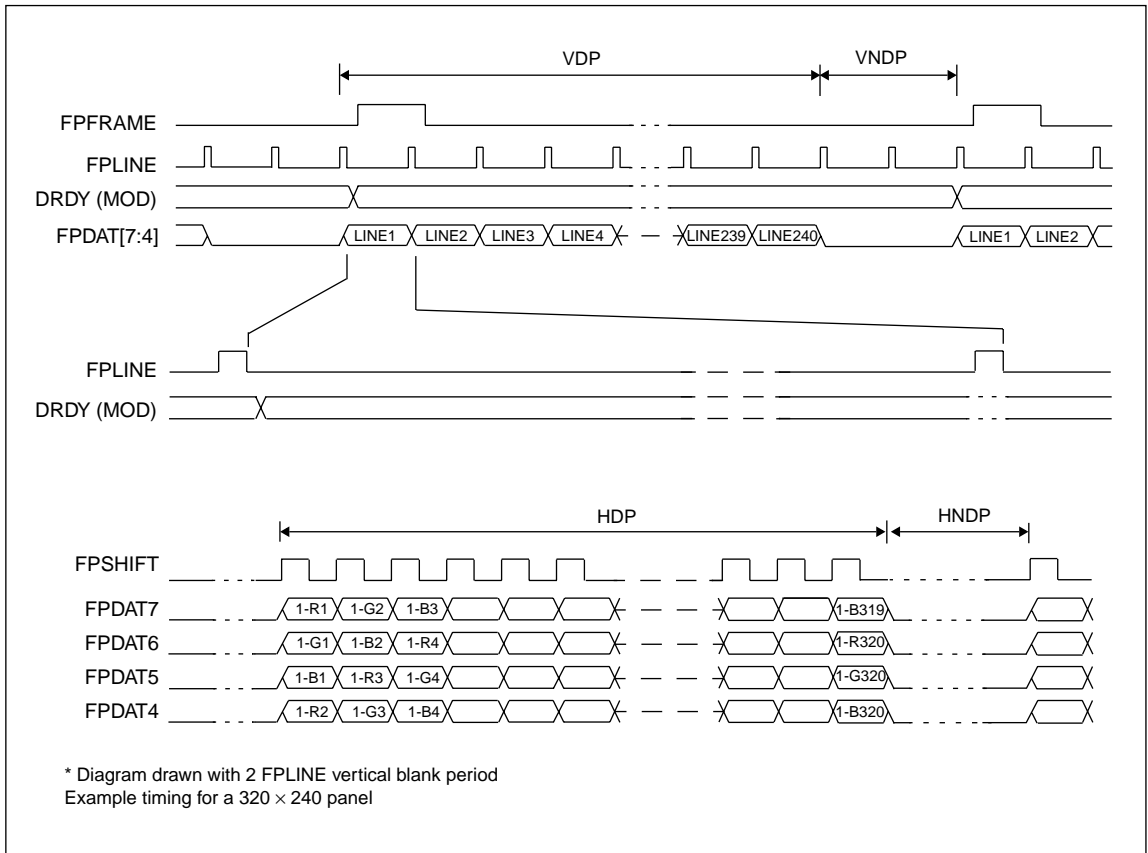 VDP VNDP
FPFRAME
FPLINE
DRDY (MOD)
FPDAT[7:4] LINE1 LINE2 LINE3 LINE4 LINE239 LINE240 LINE1 LINE2
FPLINE
DRDY (MOD)
HDP HNDP
FPSHIFT
FPDAT7 1-R1 1-G2 1-B3 1-B319
FPDAT6 1-G1 1-B2 1-R4 1-R320
FPDAT5 1-B1 1-R3 1-G4 1-G320
FPDAT4 1-R2 1-G3 1-B4 1-B320
* Diagram drawn with 2 FPLINE vertical blank period
Example timing for a 320 × 240 panel